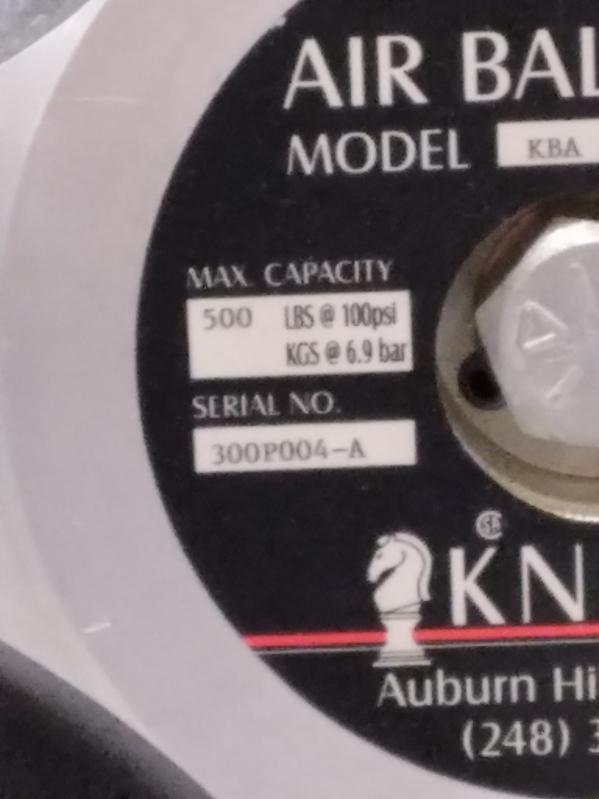 AIR BAL
MODEL KBA
MAX. CAPACITY
500 LBS @ 100psi
KGS @ 6.9 bar
SERIAL NO.
300P004-A
KN
Auburn Hi
(248) 3